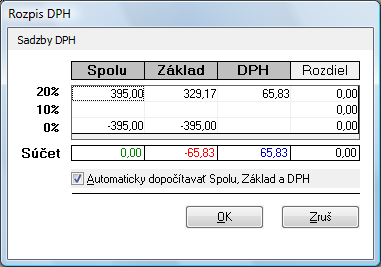 Rozpis DPH
Sadzby DPH
Spolu Základ DPH Rozdiel
20% 395,00 329,17 65,83 0,00
10% 0,00
0% -395,00 -395,00 0,00
Súčet 0,00 -65,83 65,83 0,00
Automaticky dopočítavať Spolu, Základ a DPH
OK Zruš